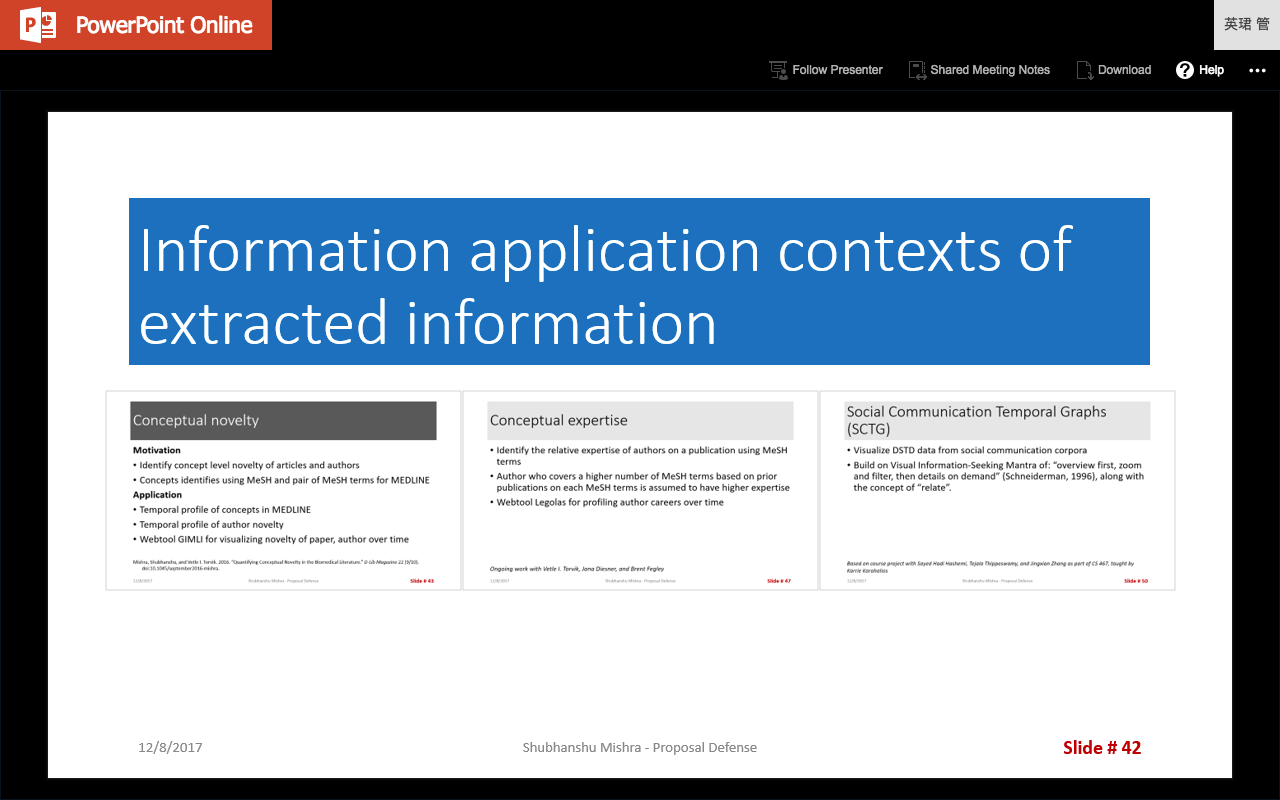 PowerPoint Online
英珺 管
Follow Presenter
Shared Meeting Notes
Download
Help
Information application contexts of
extracted information
Conceptual novelty
Motivation
• Identify concept level novelty of articles and authors
• Concepts identifies using MeSH and pair of MeSH terms for MEDLINE
Application
• Temporal profile of concepts in MEDLINE
• Temporal profile of author novelty
• Webtool GIMLI for visualizing novelty of paper, author over time
Mishra, Shubhanshu, and Vetle I. Torvik. 2016. "Quantifying Conceptual Novelty in the Biomedical Literature." D-Lib Magazine 22 (9/10).
doi:10.1045/september2016-mishra.
12/8/2017
Shubhanshu Mishra - Proposal Defense
Slide # 43
Conceptual expertise
• Identify the relative expertise of authors on a publication using MeSH
terms
• Author who covers a higher number of MeSH terms based on prior
publications on each MeSH terms is assumed to have higher expertise
• Webtool Legolas for profiling author careers over time
Ongoing work with Vetle I. Torvik, Jana Diesner, and Brent Fegley
12/8/2017
Shubhanshu Mishra - Proposal Defense
Slide # 47
Social Communication Temporal Graphs
(SCTG)
• Visualize DSTD data from social communication corpora
• Build on Visual Information-Seeking Mantra of: “overview first, zoom
and filter, then details on demand” (Schneiderman, 1996), along with
the concept of “relate”.
Based on course project with Sayed Hadi Hashemi, Tejala Thippeswamy, and Jingxian Zhang as part of CS 467, taught by
Karrie Karahalios
12/8/2017
Shubhanshu Mishra - Proposal Defense
Slide # 50
12/8/2017
Shubhanshu Mishra - Proposal Defense
Slide # 42